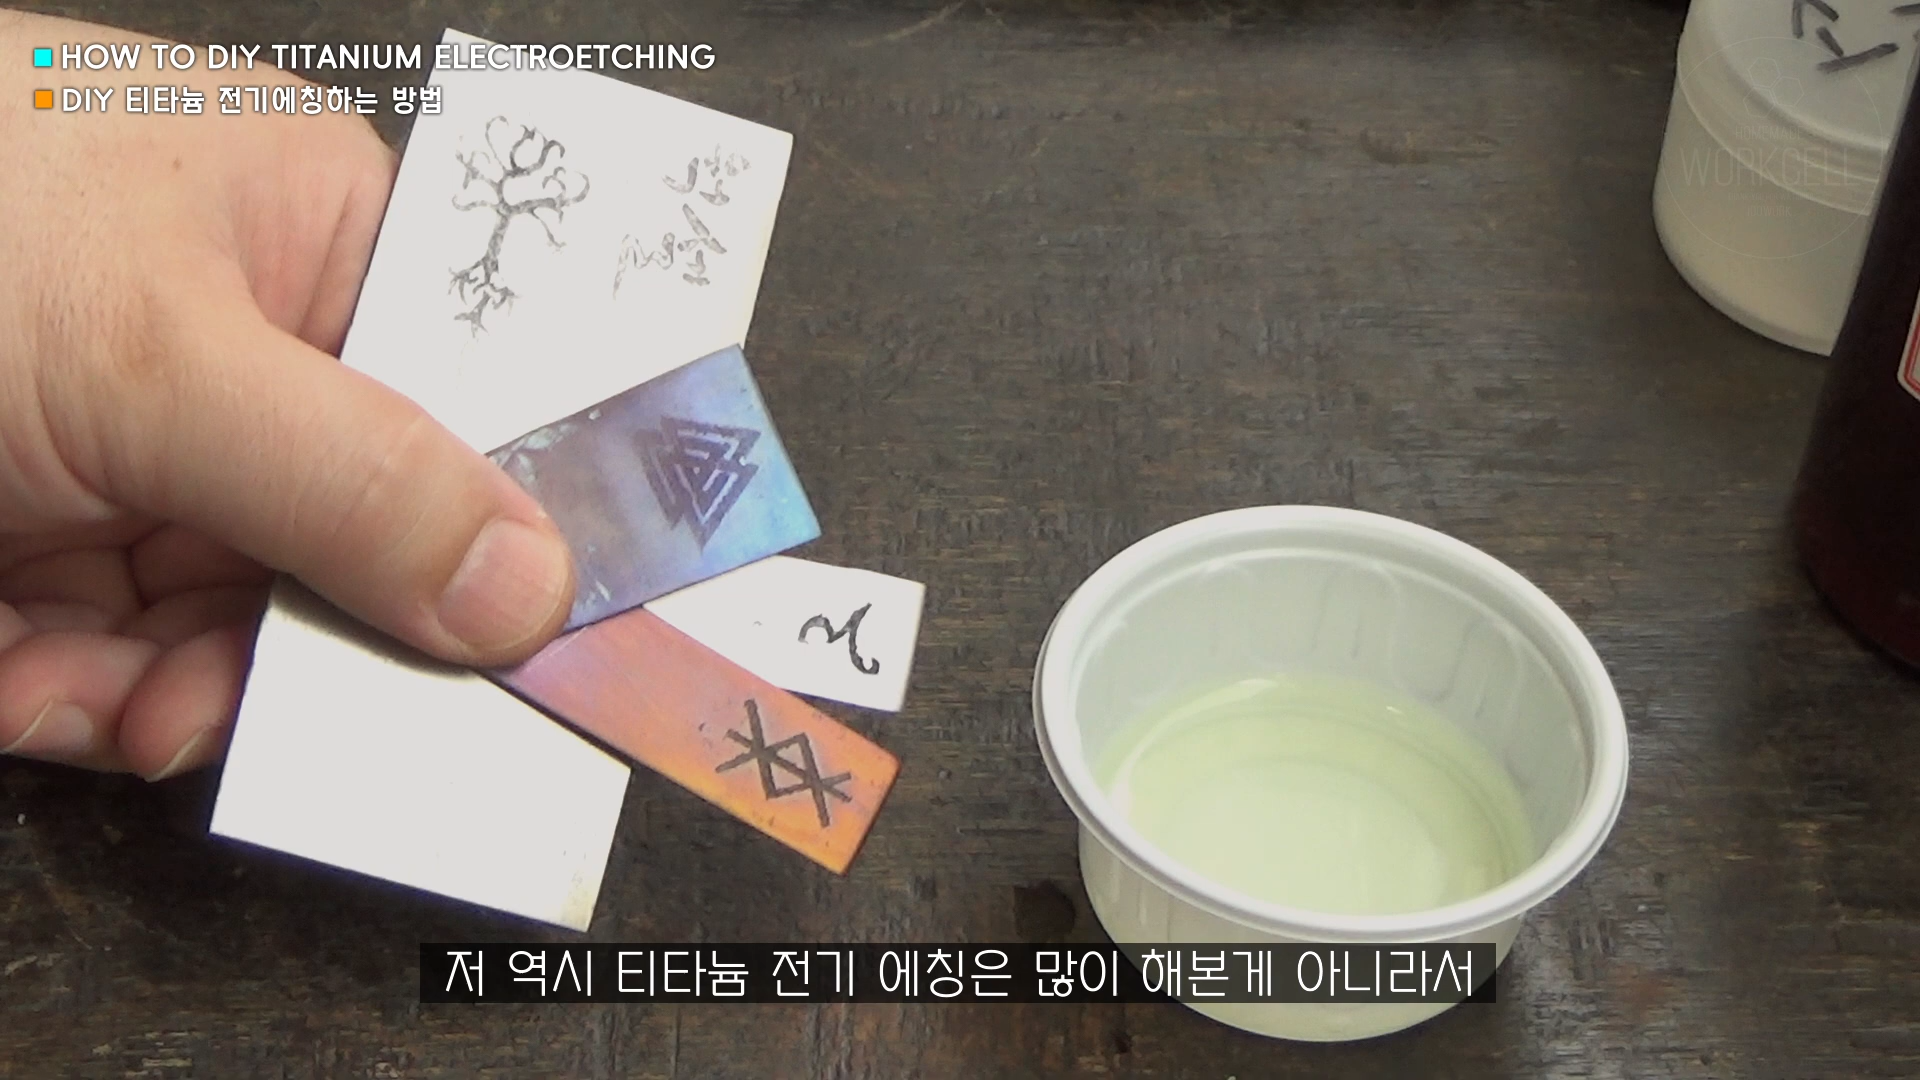 HOW TO DIY TITANIUM ELECTROETCHING
DIY 티타늄 전기에칭하는 방법
WORKCELL
저 역시 티타늄 전기 에칭은 많이 해본게 아니라서